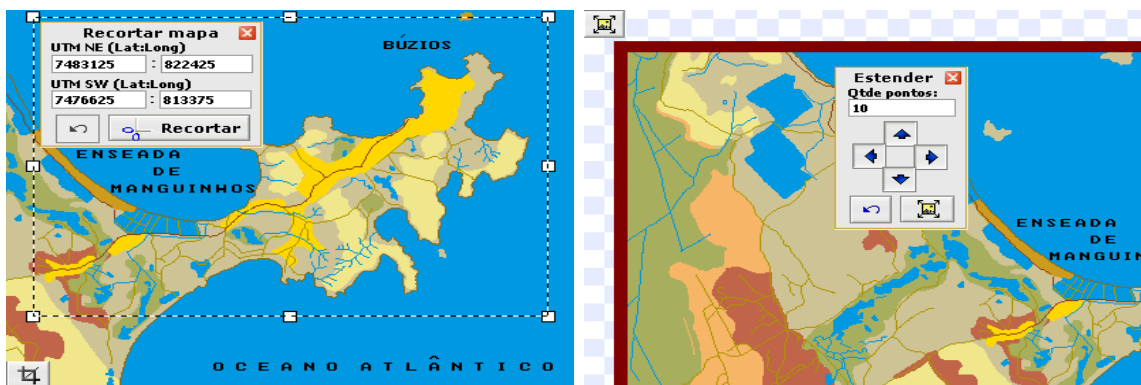 Recortar mapa
UTM NE (Lat:Long)
7483125 : 822425
UTM SW (Lat:Long)
7476625 : 813375
Recortar
BÚZIOS
ENSEADA
DE
MANGUINHOS
OCEANO ATLÂNTICO
Estender
Qtde pontos:
10
ENSEADA
DE
MANGUIN